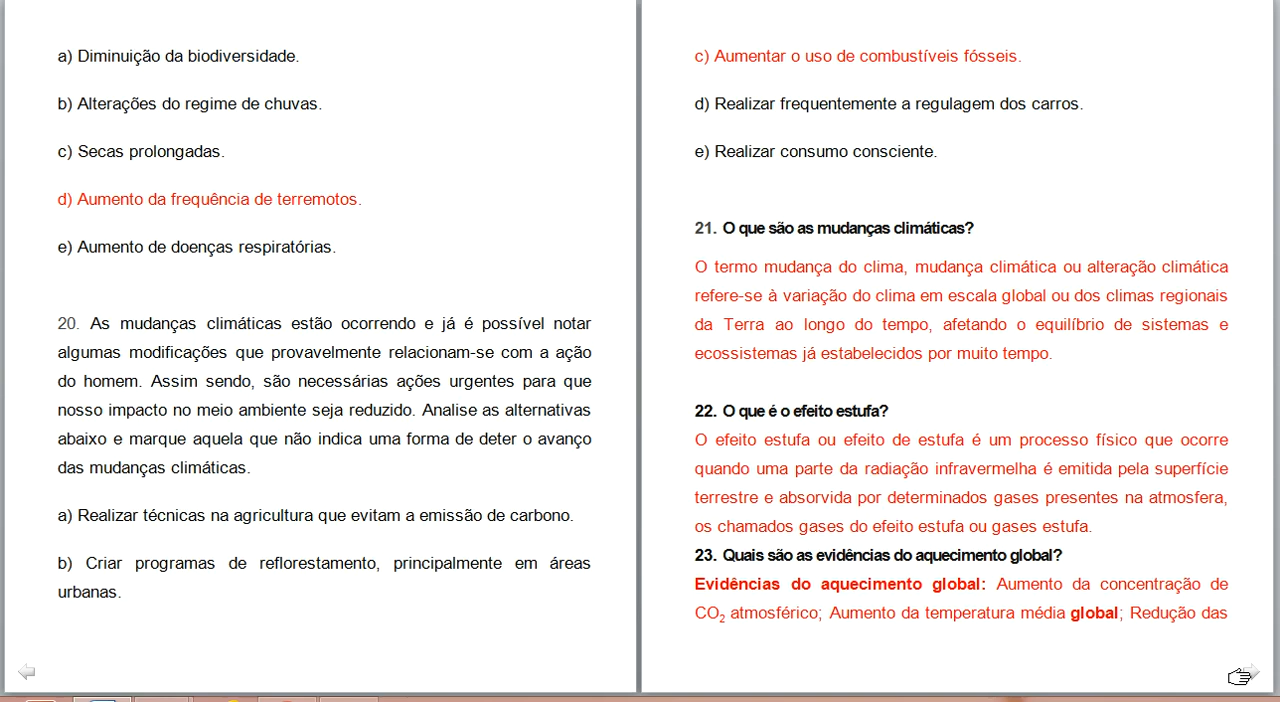 a) Diminuição da biodiversidade.
b) Alterações do regime de chuvas.
c) Secas prolongadas.
d) Aumento da frequência de terremotos.
e) Aumento de doenças respiratórias.
20. As mudanças climáticas estão ocorrendo e já é possível notar
algumas modificações que provavelmente relacionam-se com a ação
do homem. Assim sendo, são necessárias ações urgentes para que
nosso impacto no meio ambiente seja reduzido. Analise as alternativas
abaixo e marque aquela que não indica uma forma de deter o avanço
das mudanças climáticas.
a) Realizar técnicas na agricultura que evitam a emissão de carbono.
b) Criar programas de reflorestamento, principalmente em áreas
urbanas.
c) Aumentar o uso de combustíveis fósseis.
d) Realizar frequentemente a regulagem dos carros.
e) Realizar consumo consciente.
21. O que são as mudanças climáticas?
O termo mudança do clima, mudança climática ou alteração climática
refere-se à variação do clima em escala global ou dos climas regionais
da Terra ao longo do tempo, afetando o equilíbrio de sistemas e
ecossistemas já estabelecidos por muito tempo.
22. O que é o efeito estufa?
O efeito estufa ou efeito de estufa é um processo físico que ocorre
quando uma parte da radiação infravermelha é emitida pela superfície
terrestre e absorvida por determinados gases presentes na atmosfera,
os chamados gases do efeito estufa ou gases estufa.
23. Quais são as evidências do aquecimento global?
Evidências do aquecimento global: Aumento da concentração de
CO₂ atmosférico; Aumento da temperatura média global; Redução das